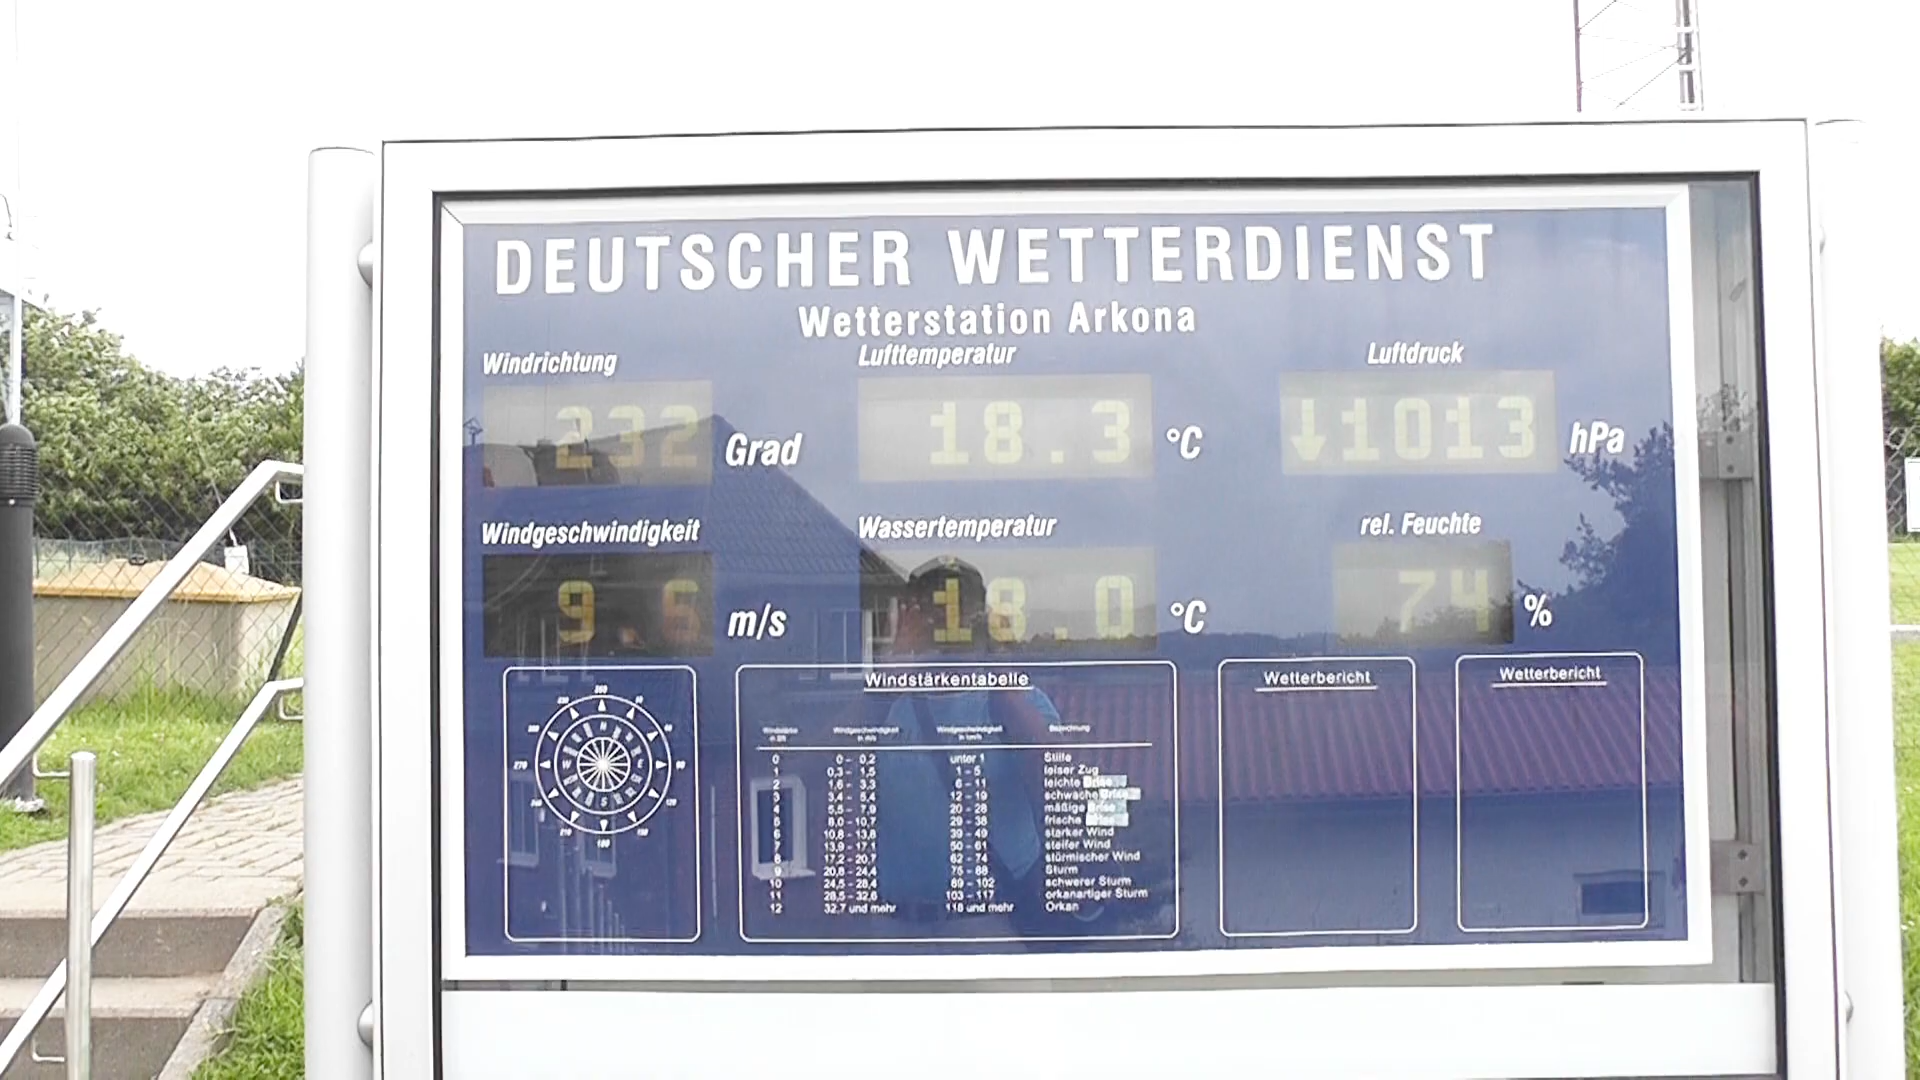 DEUTSCHER WETTERDIENST
Wetterstation Arkona
Windrichtung
232 Grad
Lufttemperatur
18.3 °C
Luftdruck
↓1013 hPa
Windgeschwindigkeit
9 6 m/s
Wassertemperatur
18.0 °C
rel. Feuchte
74 %
Windstärkentabelle
Windgeschwindigkeit Windgeschwindigkeit Bezeichnung
in m/s in km/h
0 0 - 0,2 unter 1 Stille
1 0,3 - 1,5 1 - 5 leiser Zug
2 1,6 - 3,3 6 - 11 leichte Brise
3 3,4 - 5,4 12 - 19 schwache Brise
4 5,5 - 7,9 20 - 28 mäßige Brise
5 8,0 - 10,7 29 - 38 frische Brise
6 10,8 - 13,8 39 - 49 starker Wind
7 13,9 - 17,1 50 - 61 steifer Wind
8 17,2 - 20,7 62 - 74 stürmischer Wind
9 20,8 - 24,4 75 - 88 Sturm
10 24,5 - 28,4 89 - 102 schwerer Sturm
11 28,5 - 32,6 103 - 117 orkanartiger Sturm
12 32,7 und mehr 118 und mehr Orkan
Wetterbericht
Wetterbericht